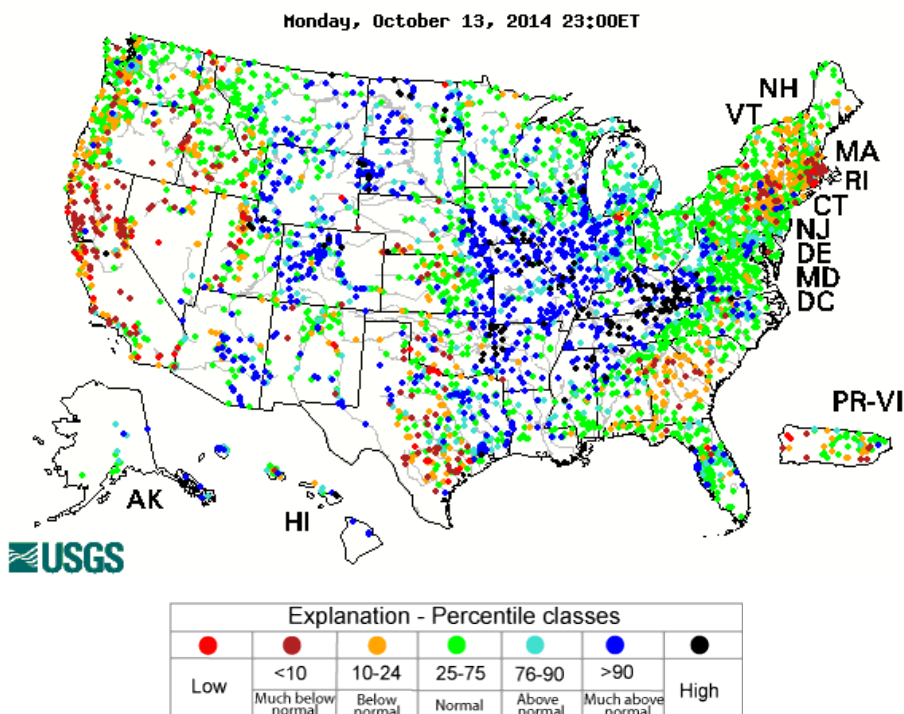 Monday, October 13, 2014 23:00ET
NH
VT
MA
RI
CT
NJ
DE
MD
DC
PR-VI
AK
HI
USGS
Explanation - Percentile classes
<10 10-24 25-75 76-90 >90
Low High
Much below normal Below normal Normal Above normal Much above normal